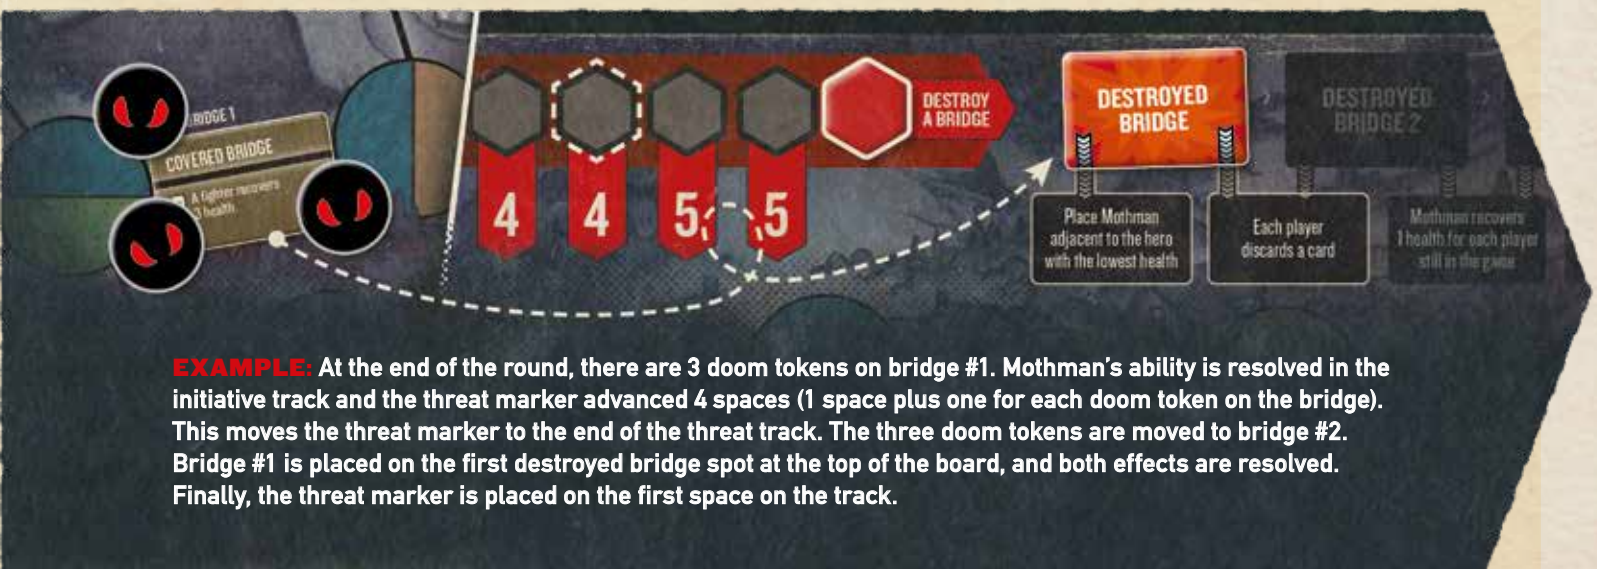 RIDGE 1
COVERED BRIDGE
A fighter recovers
3 health
DESTROY
A BRIDGE
4
4
5
5
DESTROYED
BRIDGE
DESTROYED
BRIDGE 2
Place Mothman
adjacent to the hero
with the lowest health
Each player
discards a card
Mothman recovers
1 health for each player
still in the game
EXAMPLE: At the end of the round, there are 3 doom tokens on bridge #1. Mothman’s ability is resolved in the
initiative track and the threat marker advanced 4 spaces (1 space plus one for each doom token on the bridge).
This moves the threat marker to the end of the threat track. The three doom tokens are moved to bridge #2.
Bridge #1 is placed on the first destroyed bridge spot at the top of the board, and both effects are resolved.
Finally, the threat marker is placed on the first space on the track.